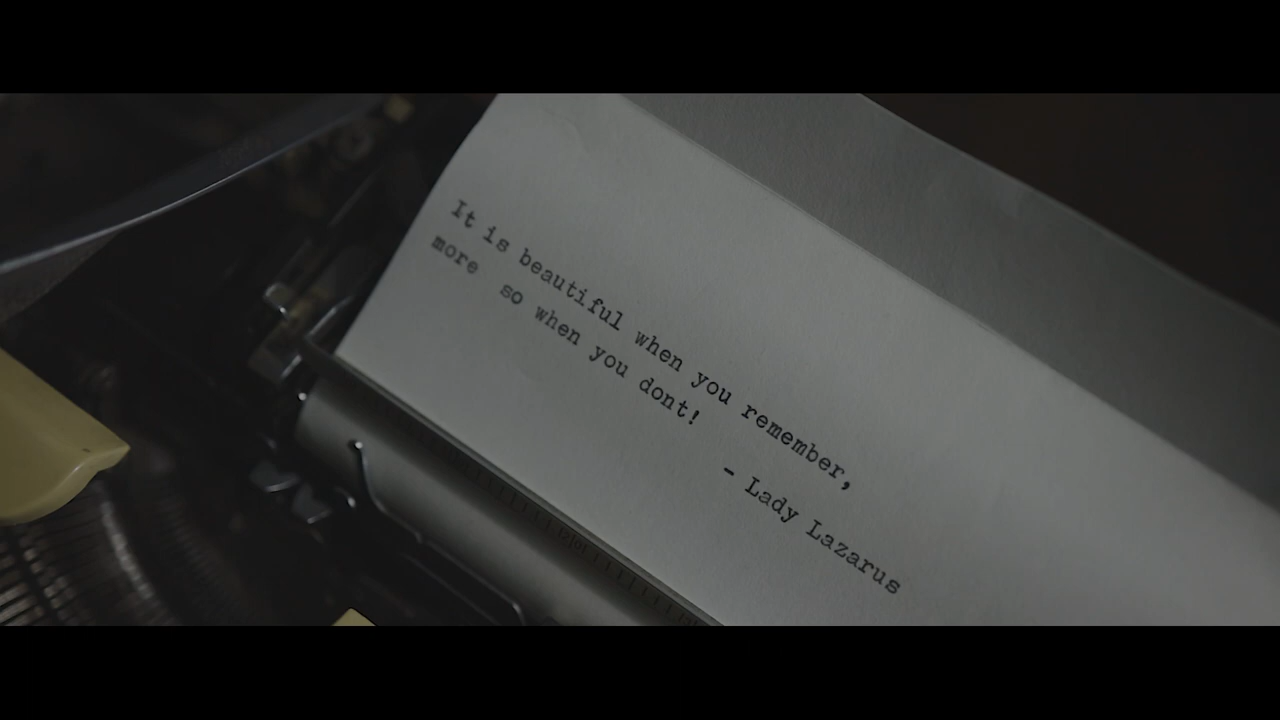 It is beautiful when you remember,
more so when you dont!
- Lady Lazarus